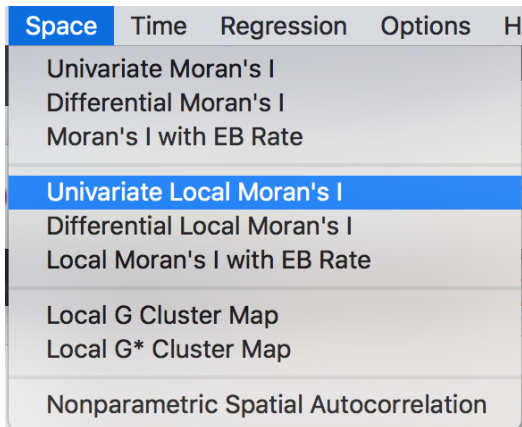 Space Time Regression Options H
Univariate Moran's I
Differential Moran's I
Moran's I with EB Rate
Univariate Local Moran's I
Differential Local Moran's I
Local Moran's I with EB Rate
Local G Cluster Map
Local G* Cluster Map
Nonparametric Spatial Autocorrelation